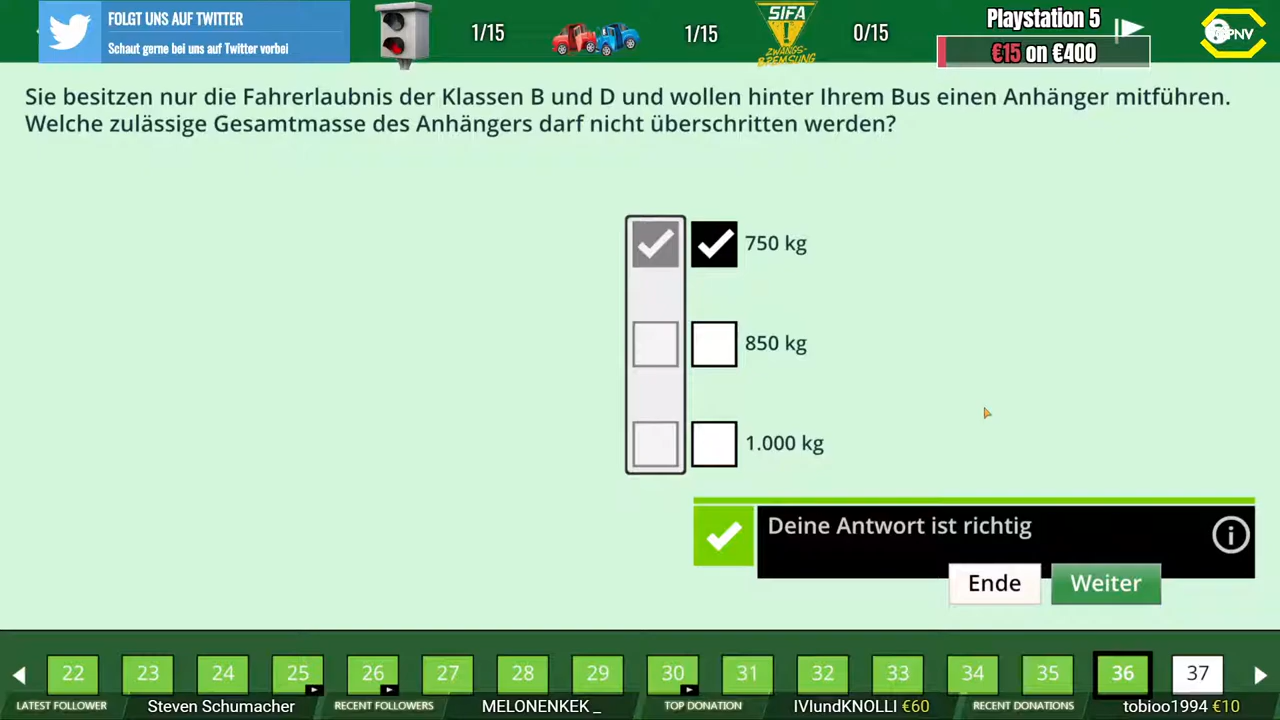 FOLGT UNS AUF TWITTER
Schaut gerne bei uns auf Twitter vorbei
1/15
1/15
SIFA
ZWANGS-
BREMSUNG
0/15
Playstation 5
€15 on €400
ÖPNV
Sie besitzen nur die Fahrerlaubnis der Klassen B und D und wollen hinter Ihrem Bus einen Anhänger mitführen.
Welche zulässige Gesamtmasse des Anhängers darf nicht überschritten werden?
750 kg
850 kg
1.000 kg
Deine Antwort ist richtig
Ende
Weiter
22 23 24 25 26 27 28 29 30 31 32 33 34 35 36 37
LATEST FOLLOWER Steven Schumacher RECENT FOLLOWERS MELONENKEK_ TOP DONATION IVIundKNOLLI €60 RECENT DONATIONS tobioo1994 €10